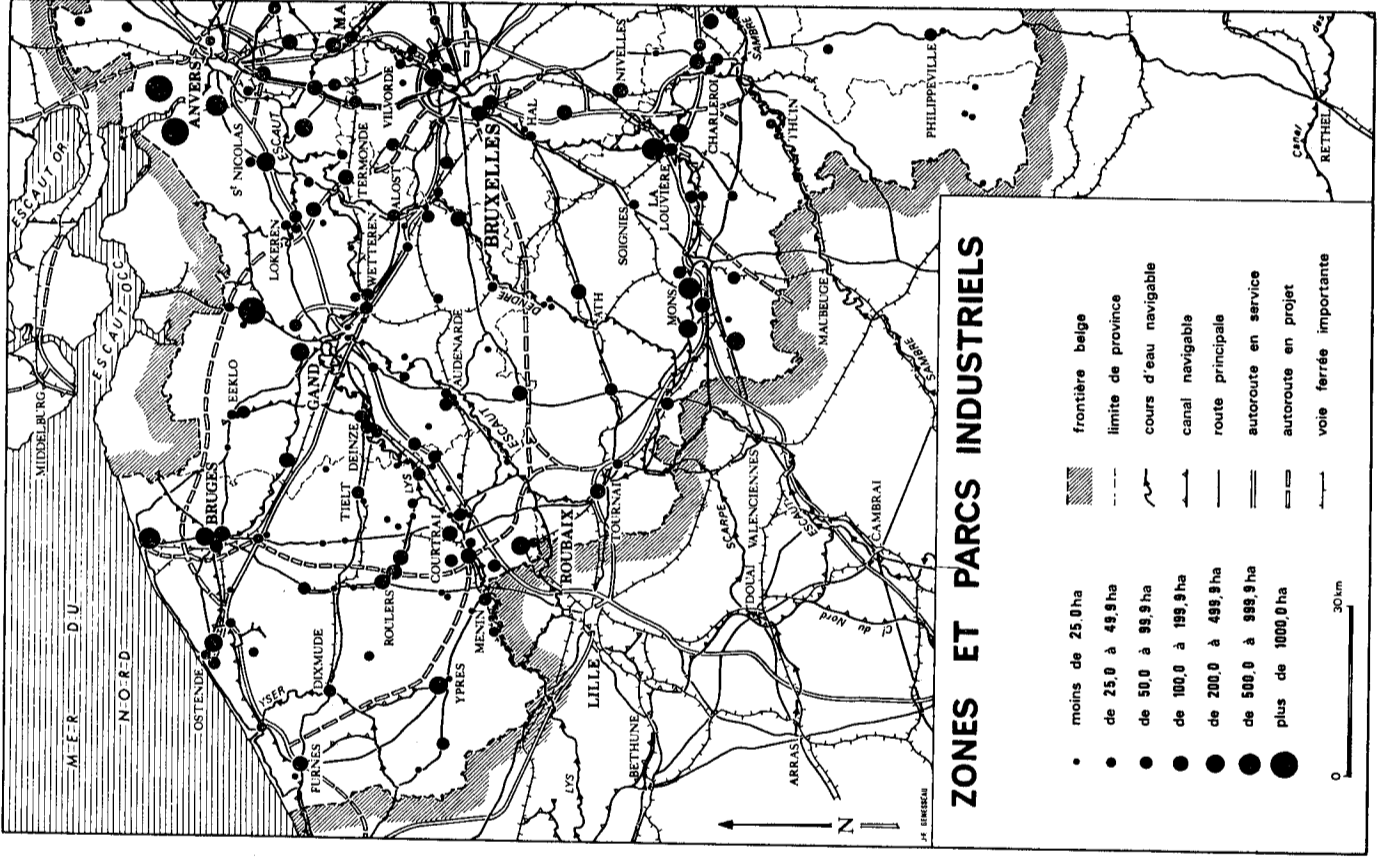 M-E-R DU
N-O-R-D
MIDDELBURG
ESCAUT OCC.
ESCAUT OR
OSTENDE
BRUGES
EEKLO
LOKEREN
St NICOLAS
ANVERS
ESCAUT
FURNES
YSER
DIXMUDE
TIELT
DEINZE
GAND
WETTEREN
TERMONDE
ALOST
VILVORDE
MA
ROULERS
LYS
COURTRAI
AUDENARDE
ESCAUT
DENDRE
BRUXELLES
HAL
YPRES
MENIN
ROUBAIX
TOURNAI
ATH
SOIGNIES
NIVELLES
LILLE
LYS
BETHUNE
MONS
LA
LOUVIÈRE
CHARLEROI
SAMBRE
THUIN
PHILIPPEVILLE
SCARPE
DOUAI
VALENCIENNES
ESCAUT
CAMBRAI
MAUBEUGE
SAMBRE
Cl du Nord
ARRAS
Canal
des
RETHEL
N
J-F GENESSEAU
ZONES ET PARCS INDUSTRIELS
moins de 25,0 ha
de 25,0 à 49,9 ha
de 50,0 à 99,9 ha
de 100,0 à 199,9 ha
de 200,0 à 499,9 ha
de 500,0 à 999,9 ha
plus de 1000,0 ha
frontière belge
limite de province
cours d'eau navigable
canal navigable
route principale
autoroute en service
autoroute en projet
voie ferrée importante
0 30 km